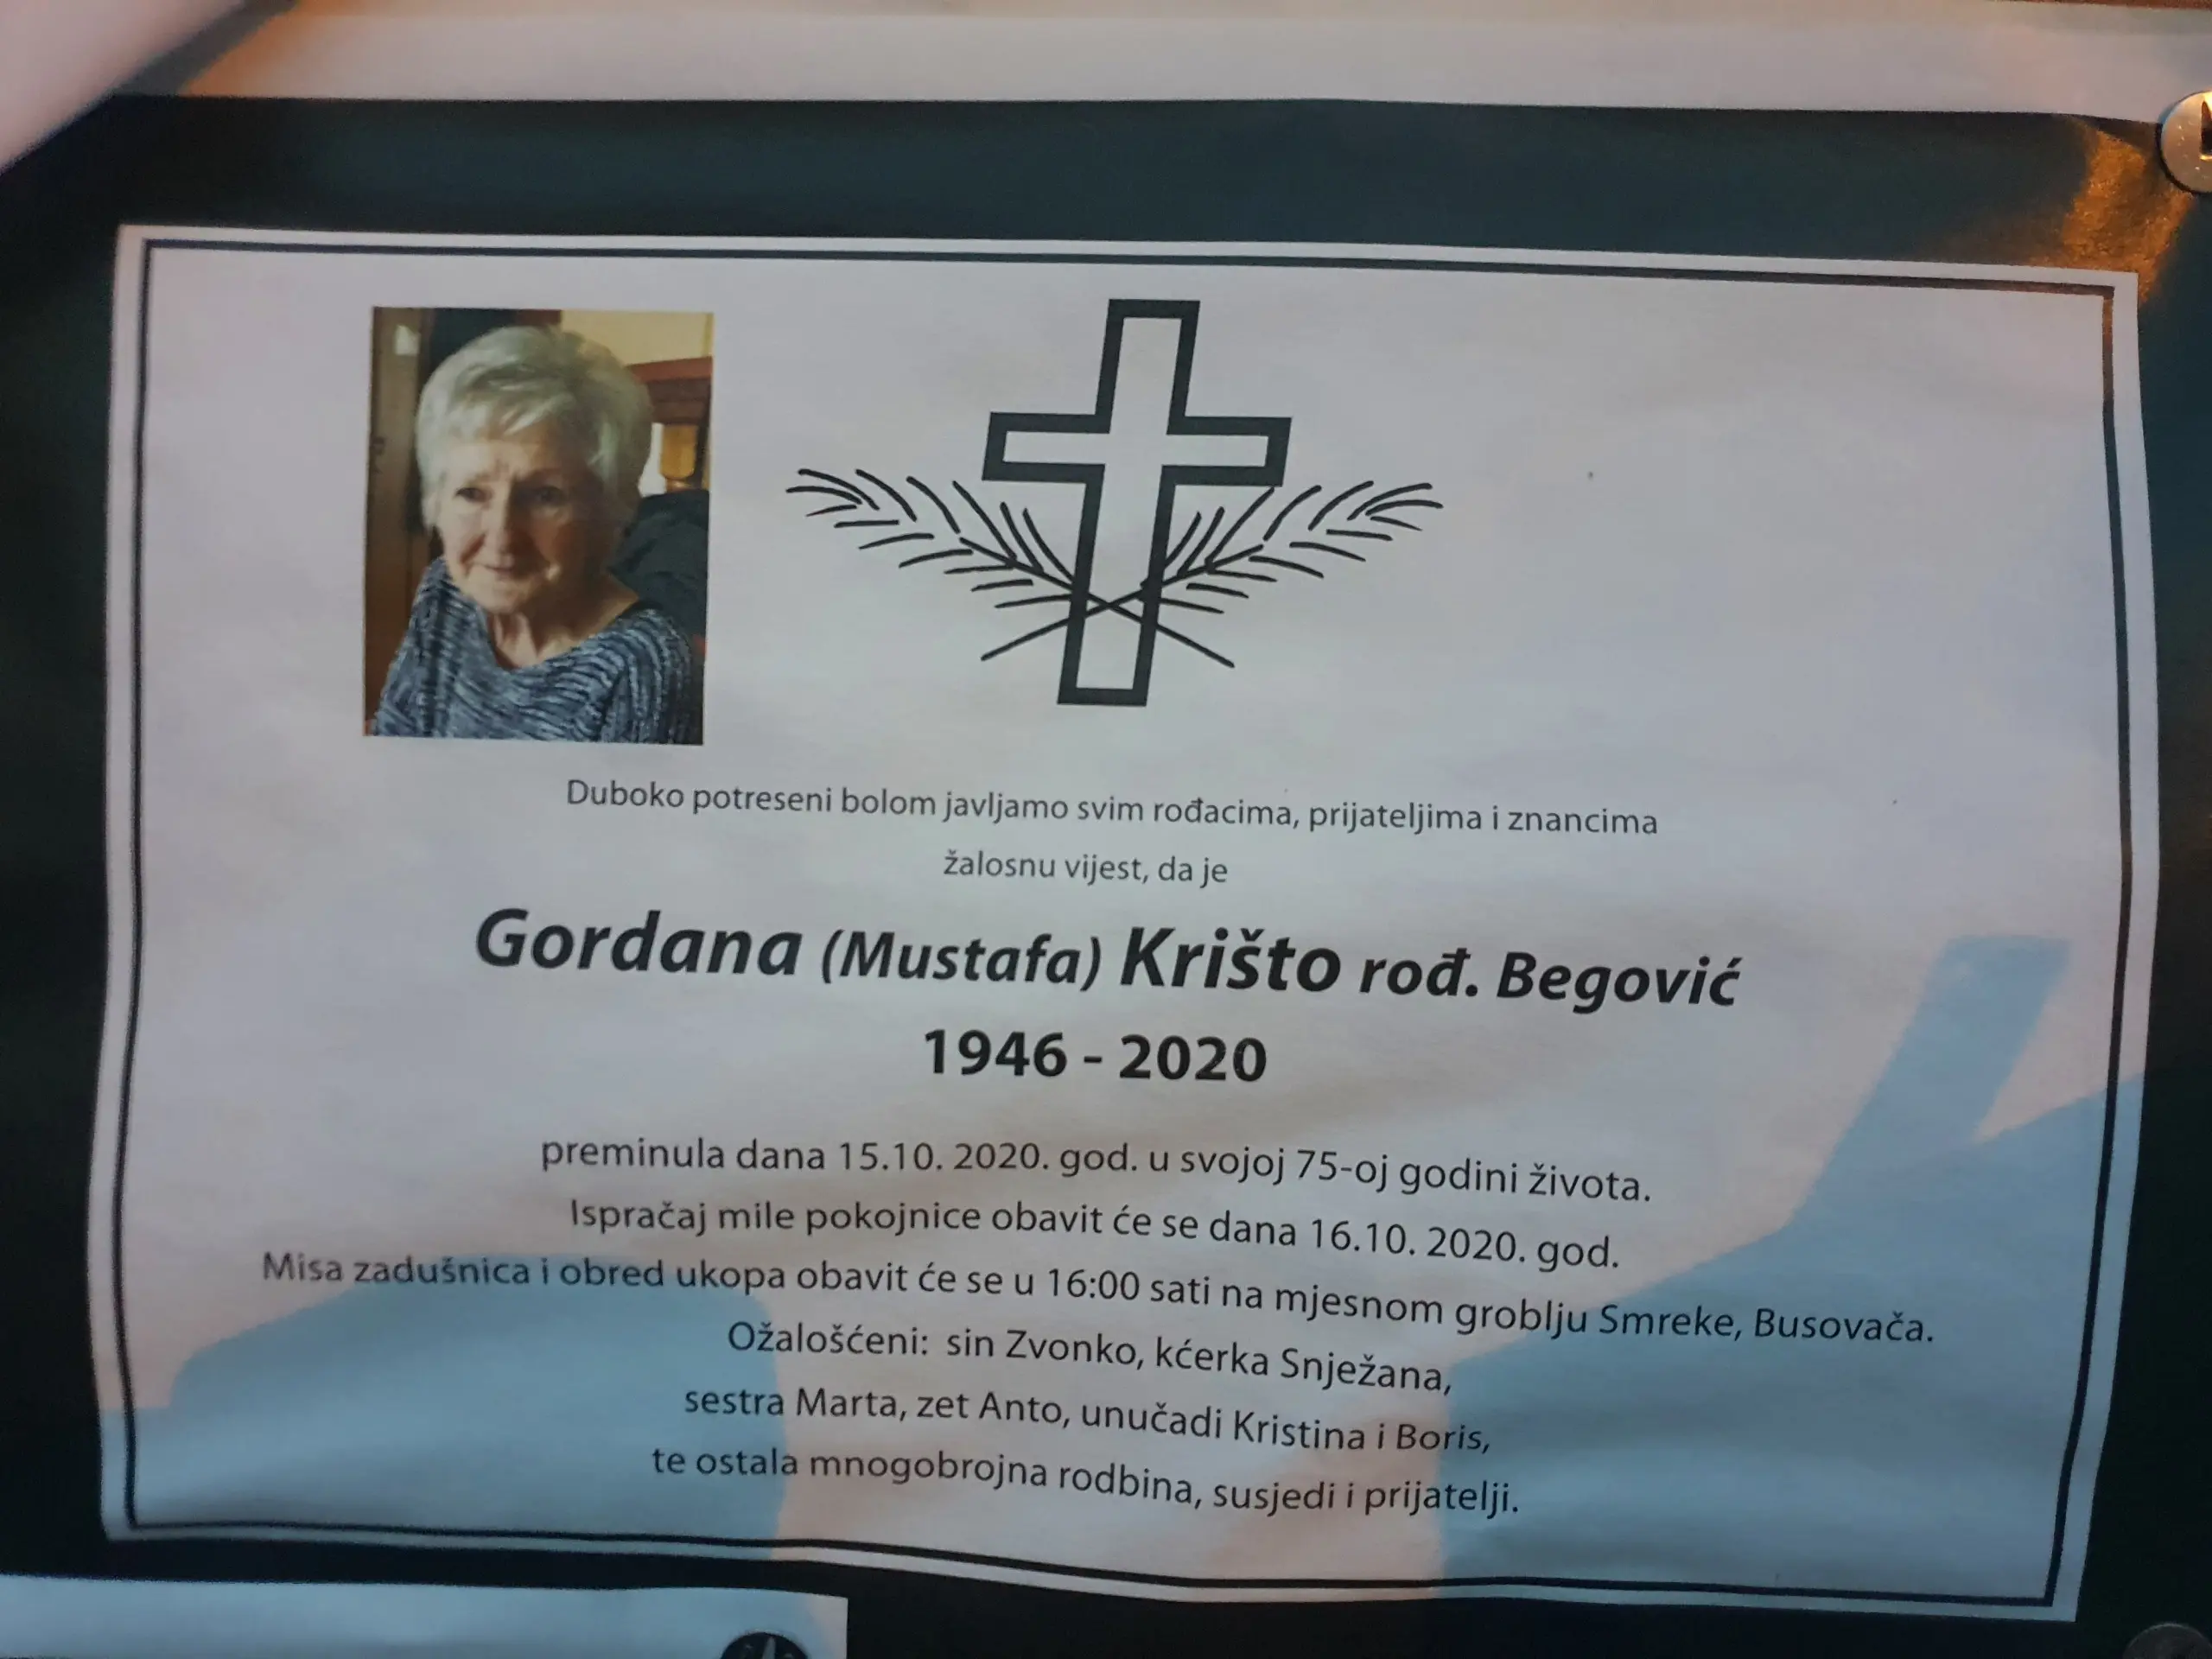 Duboko potreseni bolom javljamo svim rođacima, prijateljima i znancima
žalosnu vijest, da je
Gordana (Mustafa) Krišto rođ. Begović
1946 - 2020
preminula dana 15.10. 2020. god. u svojoj 75-oj godini života.
Ispračaj mile pokojnice obavit će se dana 16.10. 2020. god.
Misa zadušnica i obred ukopa obavit će se u 16:00 sati na mjesnom groblju Smreke, Busovača.
Ožalošćeni: sin Zvonko, kćerka Snježana,
sestra Marta, zet Anto, unučadi Kristina i Boris,
te ostala mnogobrojna rodbina, susjedi i prijatelji.